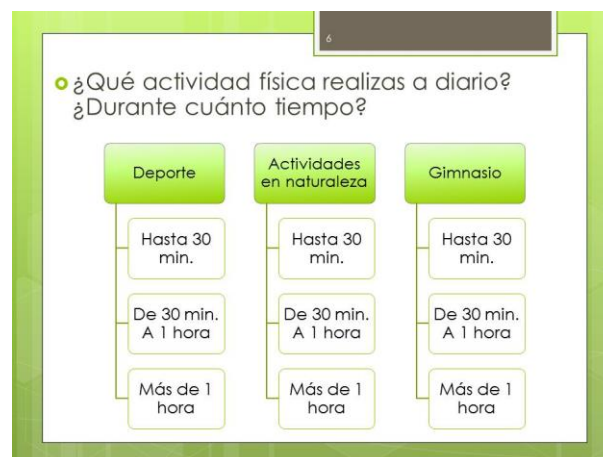 6
¿Qué actividad física realizas a diario?
¿Durante cuánto tiempo?
Deporte
Hasta 30
min.
De 30 min.
A 1 hora
Más de 1
hora
Actividades
en naturaleza
Hasta 30
min.
De 30 min.
A 1 hora
Más de 1
hora
Gimnasio
Hasta 30
min.
De 30 min.
A 1 hora
Más de 1
hora